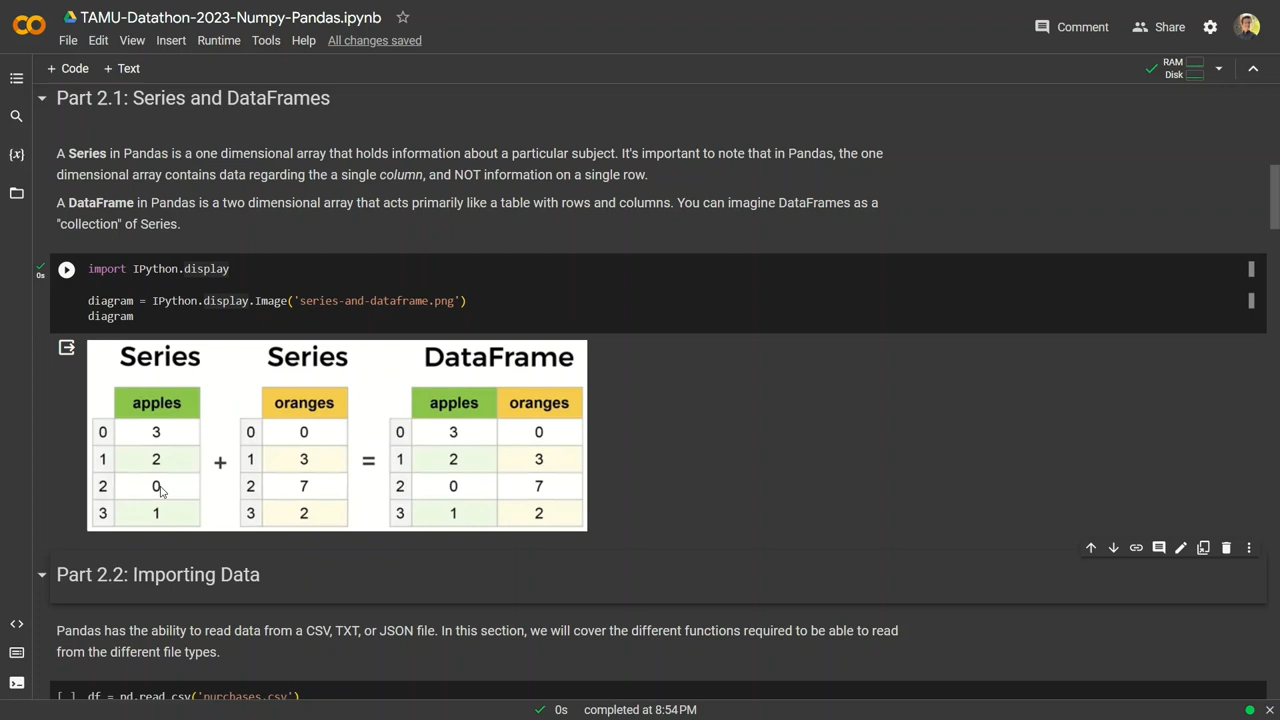 TAMU-Datathon-2023-Numpy-Pandas.ipynb
File Edit View Insert Runtime Tools Help All changes saved
Comment Share
+ Code + Text
RAM
Disk
Part 2.1: Series and DataFrames
A Series in Pandas is a one dimensional array that holds information about a particular subject. It's important to note that in Pandas, the one
dimensional array contains data regarding the a single column, and NOT information on a single row.
A DataFrame in Pandas is a two dimensional array that acts primarily like a table with rows and columns. You can imagine DataFrames as a
"collection" of Series.
0s
import IPython.display
diagram = IPython.display.Image('series-and-dataframe.png')
diagram
Series Series DataFrame
apples oranges apples oranges
0 3 0 0 0 3 0
1 2 + 1 3 = 1 2 3
2 0 2 7 2 0 7
3 1 3 2 3 1 2
Part 2.2: Importing Data
Pandas has the ability to read data from a CSV, TXT, or JSON file. In this section, we will cover the different functions required to be able to read
from the different file types.
[ ] df = pd.read_csv('purchases.csv')
0s completed at 8:54PM